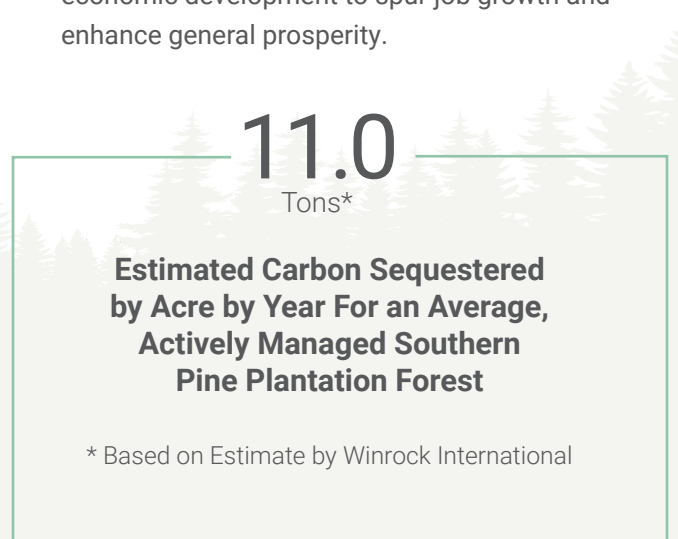 economic development to spur job growth and
enhance general prosperity.
11.0
Tons*
Estimated Carbon Sequestered
by Acre by Year For an Average,
Actively Managed Southern
Pine Plantation Forest
* Based on Estimate by Winrock International